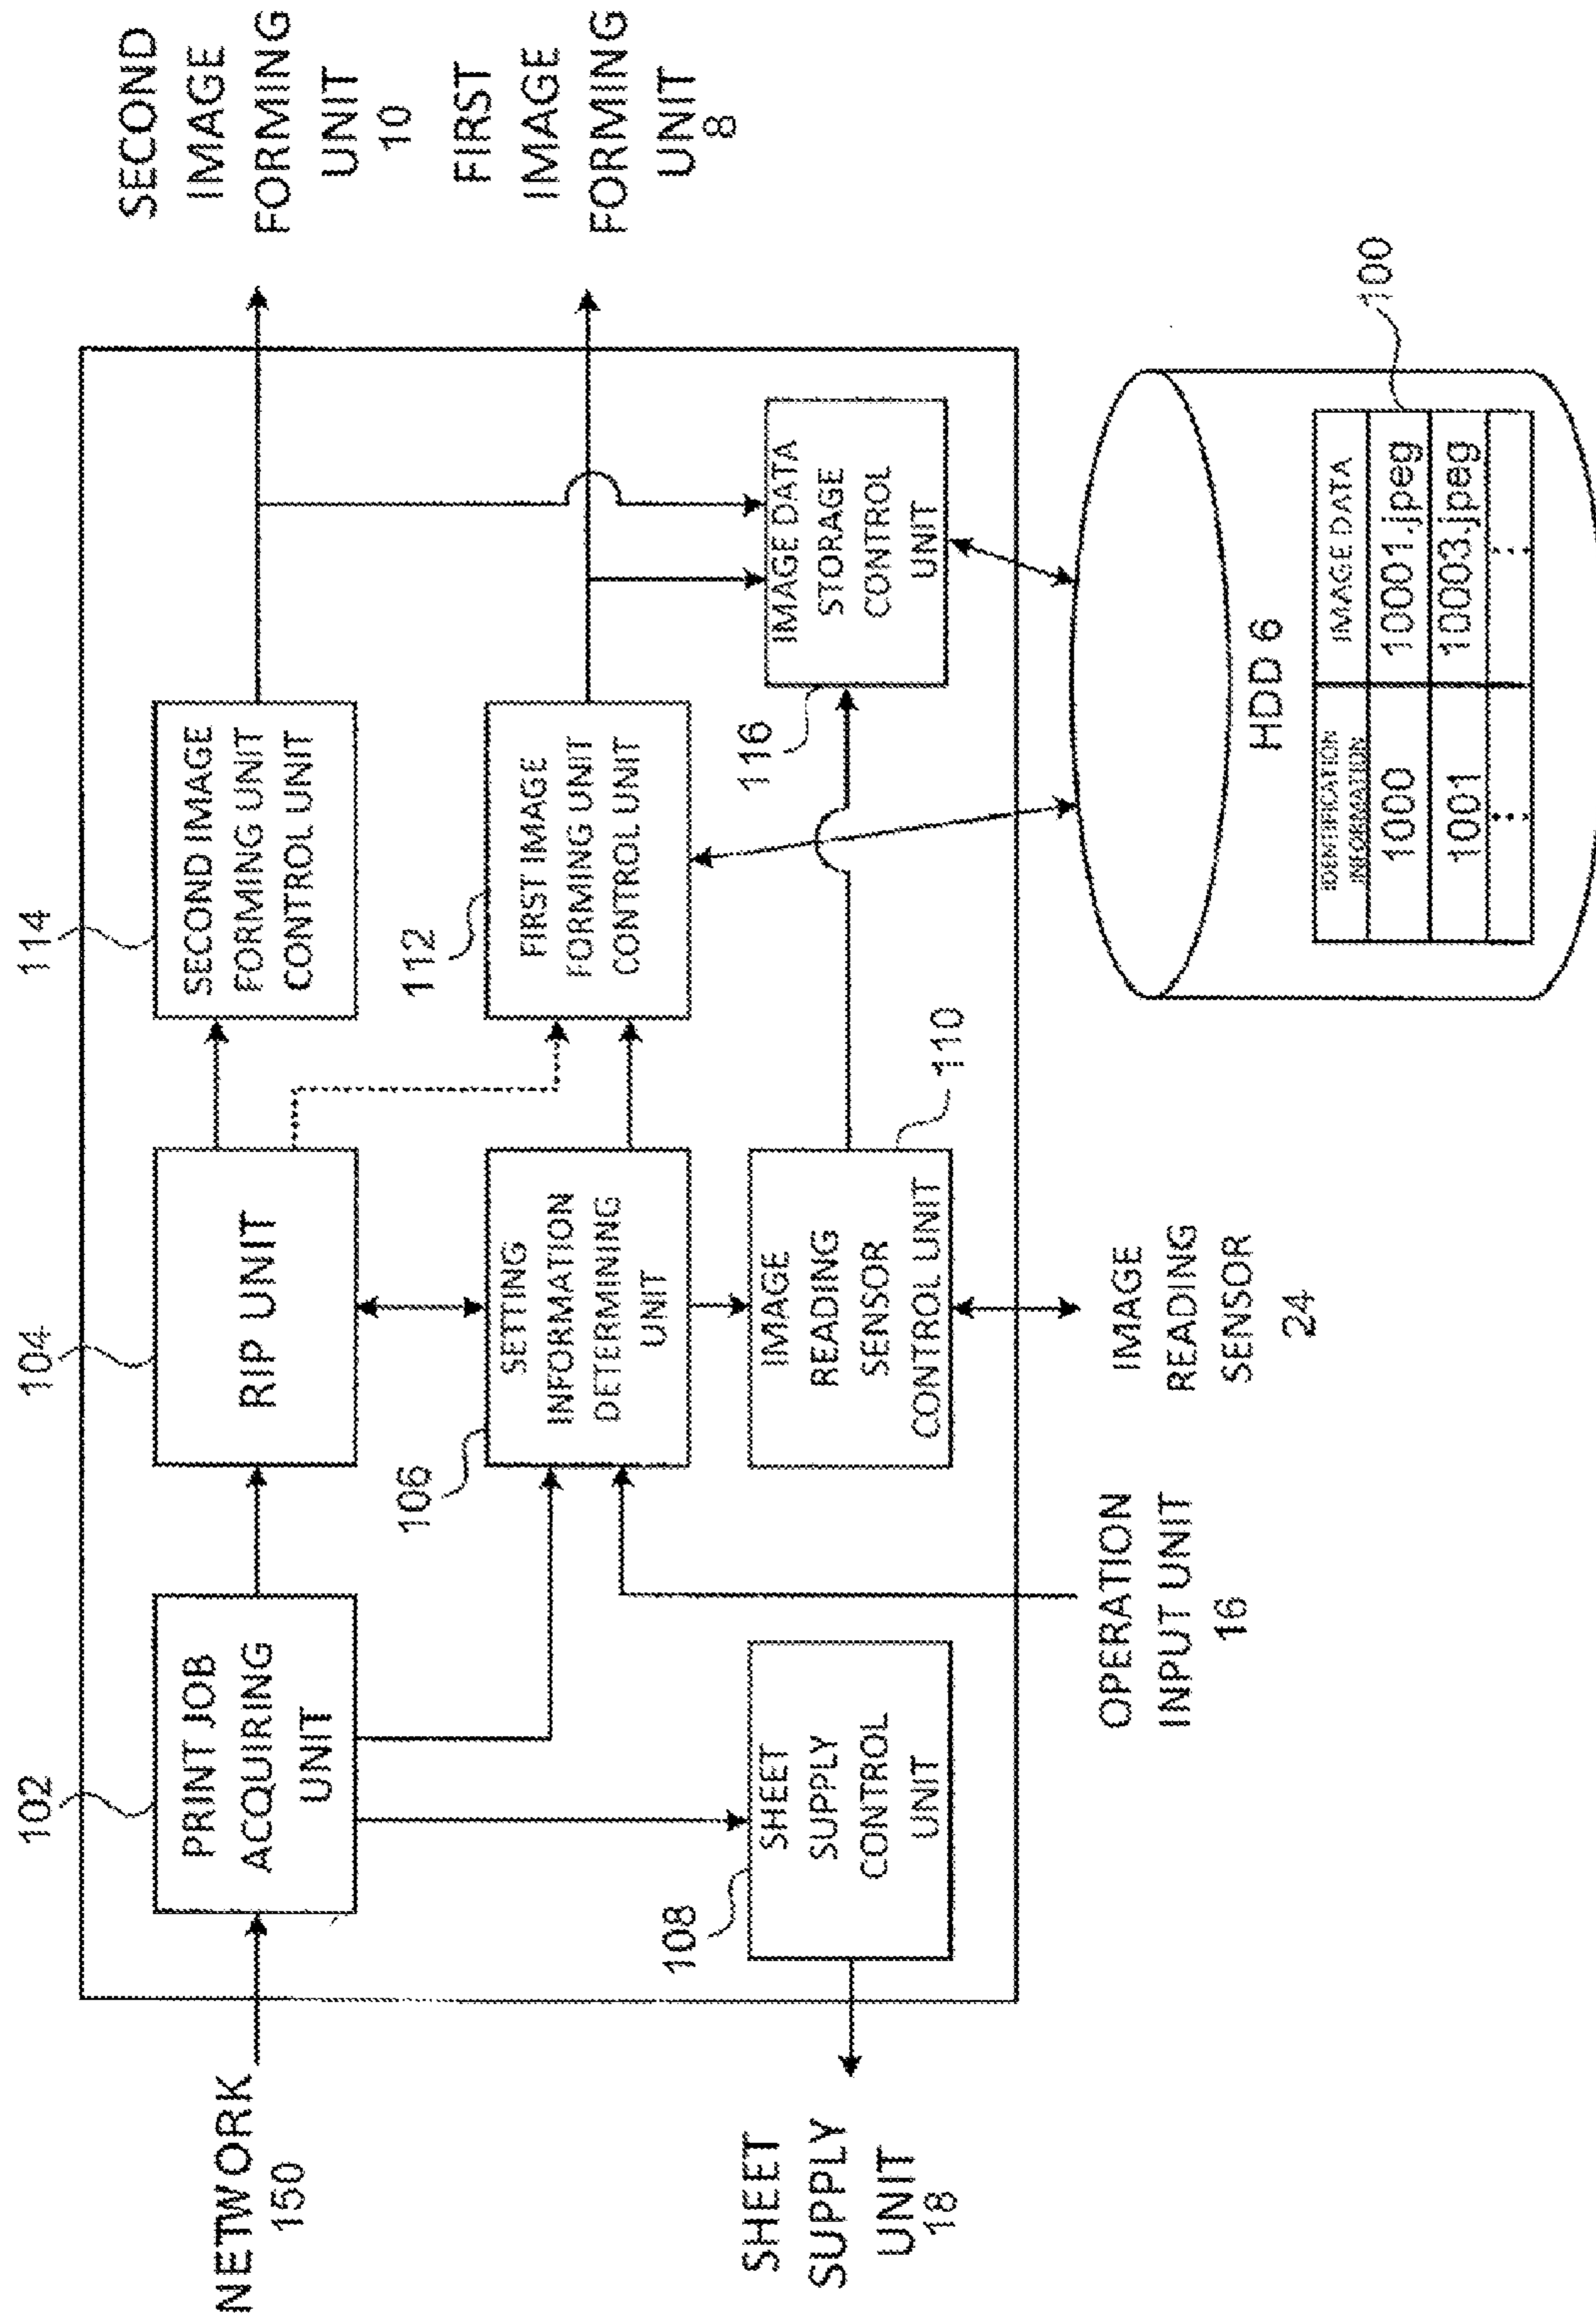 NETWORK
150
102
PRINT JOB
ACQUIRING
UNIT
104
RIP UNIT
114
SECOND IMAGE
FORMING UNIT
CONTROL UNIT
SECOND
IMAGE
FORMING
UNIT
10
106
SETTING
INFORMATION
DETERMINING
UNIT
112
FIRST IMAGE
FORMING UNIT
CONTROL UNIT
FIRST
IMAGE
FORMING
UNIT
8
SHEET
SUPPLY
UNIT
18
108
SHEET
SUPPLY
CONTROL
UNIT
IMAGE
READING
SENSOR
CONTROL UNIT
110
116
IMAGE DATA
STORAGE
CONTROL
UNIT
OPERATION
INPUT UNIT
16
IMAGE
READING
SENSOR
24
HDD 6
100
IDENTIFICATION
INFORMATION
IMAGE DATA
1000
10001.jpeg
1001
10003.jpeg
...
...